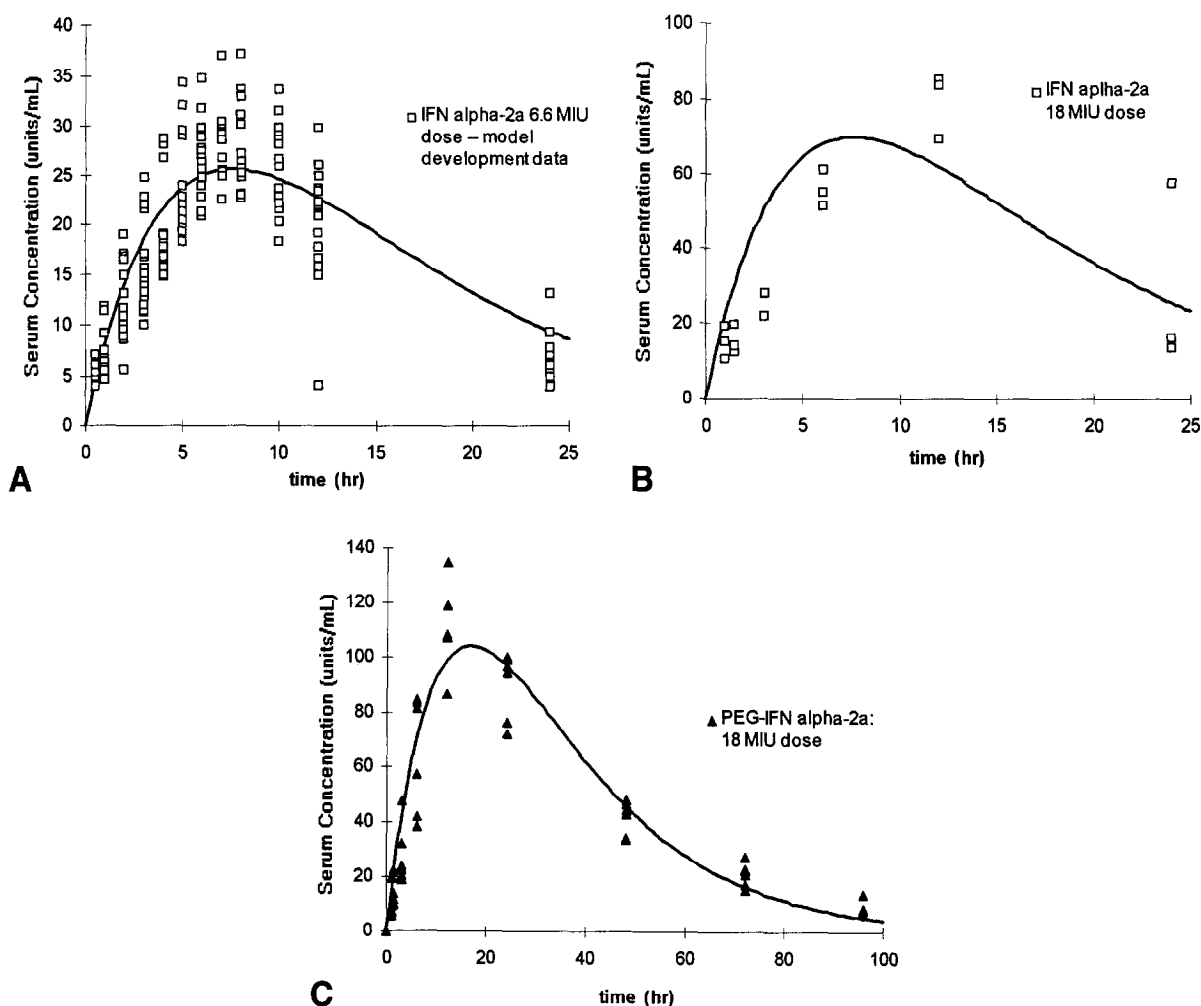 40
35
30
25
20
15
10
5
0
Serum Concentration (units/mL)
IFN alpha-2a 6.6 MIU
dose – model
development data
0 5 10 15 20 25
time (hr)
A
100
80
60
40
20
0
Serum Concentration (units/mL)
IFN aplha-2a
18 MIU dose
0 5 10 15 20 25
time (hr)
B
140
120
100
80
60
40
20
0
Serum Concentration (units/mL)
PEG-IFN alpha-2a:
18 MIU dose
0 20 40 60 80 100
time (hr)
C